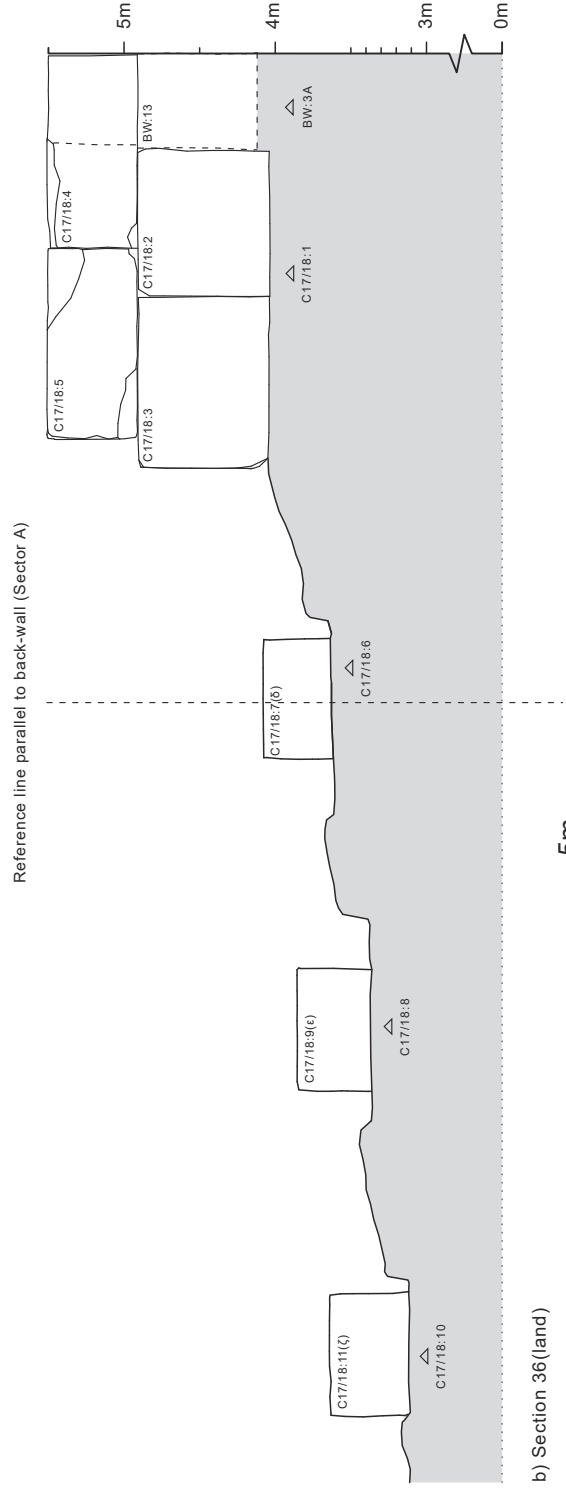 Reference line parallel to back-wall (Sector A)
5m
4m
3m
0m
C17/18:5
C17/18:4
C17/18:3
C17/18:2
BW:13
BW:3A
C17/18:1
C17/18:7(δ)
C17/18:6
C17/18:9(ε)
C17/18:8
C17/18:11(ζ)
C17/18:10
b) Section 36(land)
5m